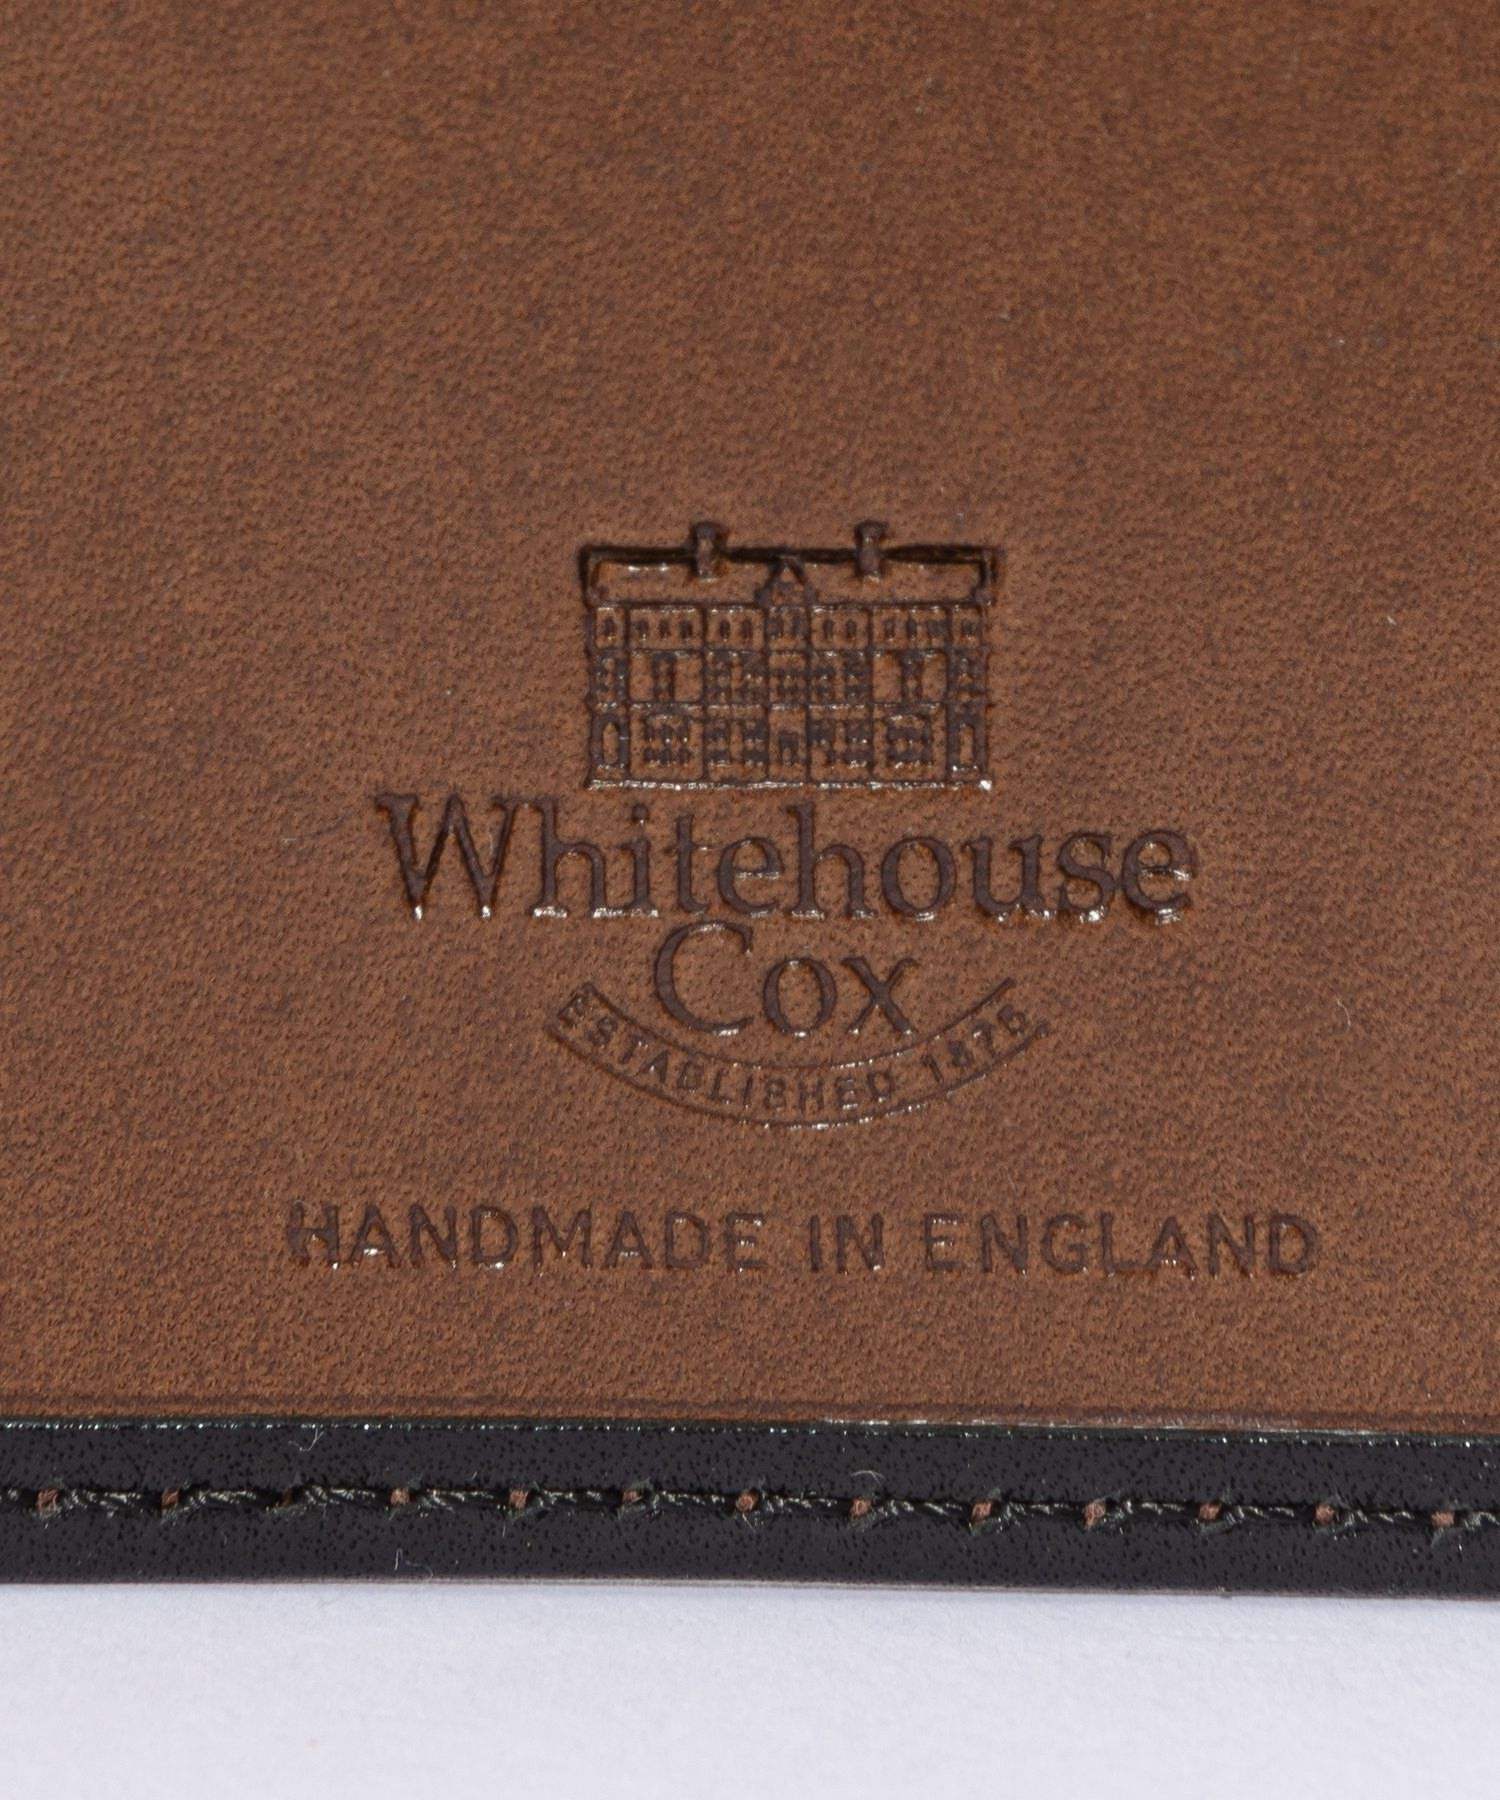 Whitehouse
Cox
ESTABLISHED 1875
HANDMADE IN ENGLAND